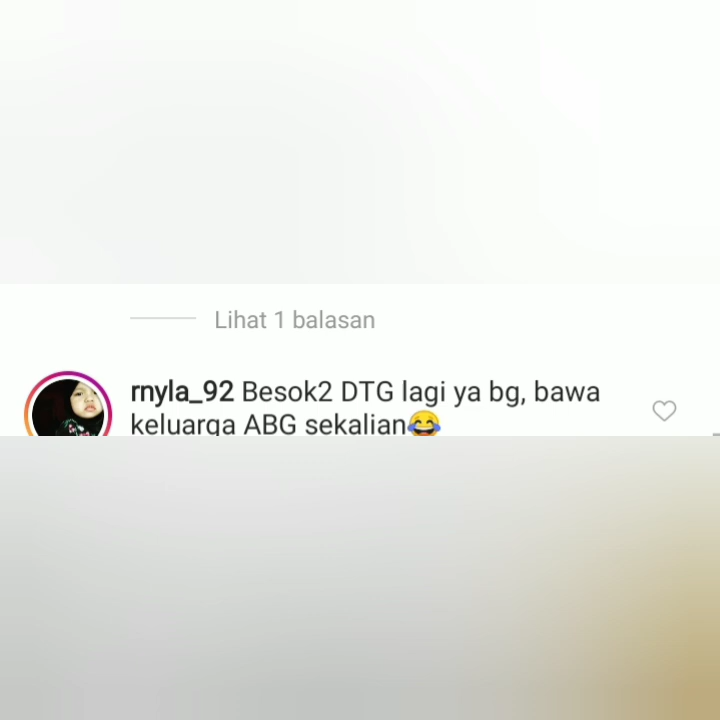 Lihat 1 balasan
rnyla_92 Besok2 DTG lagi ya bg, bawa
keluarga ABG sekalian😂